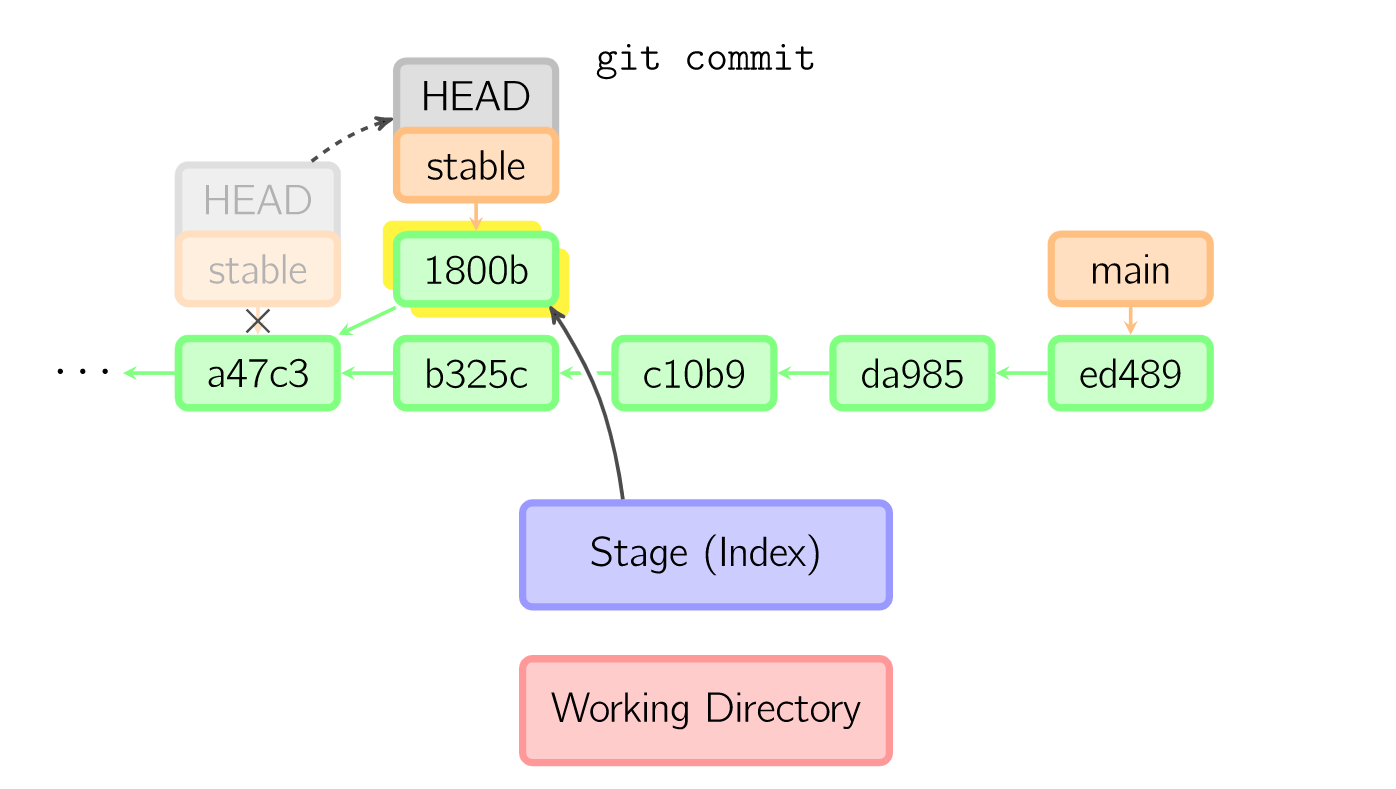 git commit
HEAD
stable
HEAD
stable
1800b
main
... a47c3 b325c c10b9 da985 ed489
Stage (Index)
Working Directory